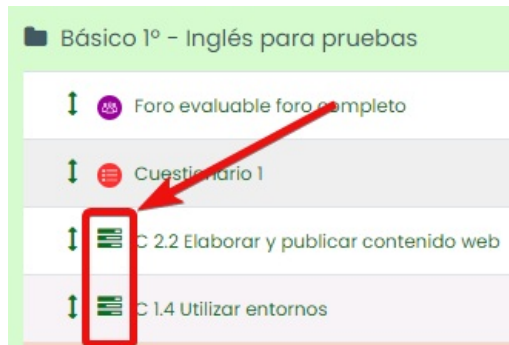 Básico 1º - Inglés para pruebas
Foro evaluable foro completo
Cuestionario 1
C 2.2 Elaborar y publicar contenido web
C 1.4 Utilizar entornos